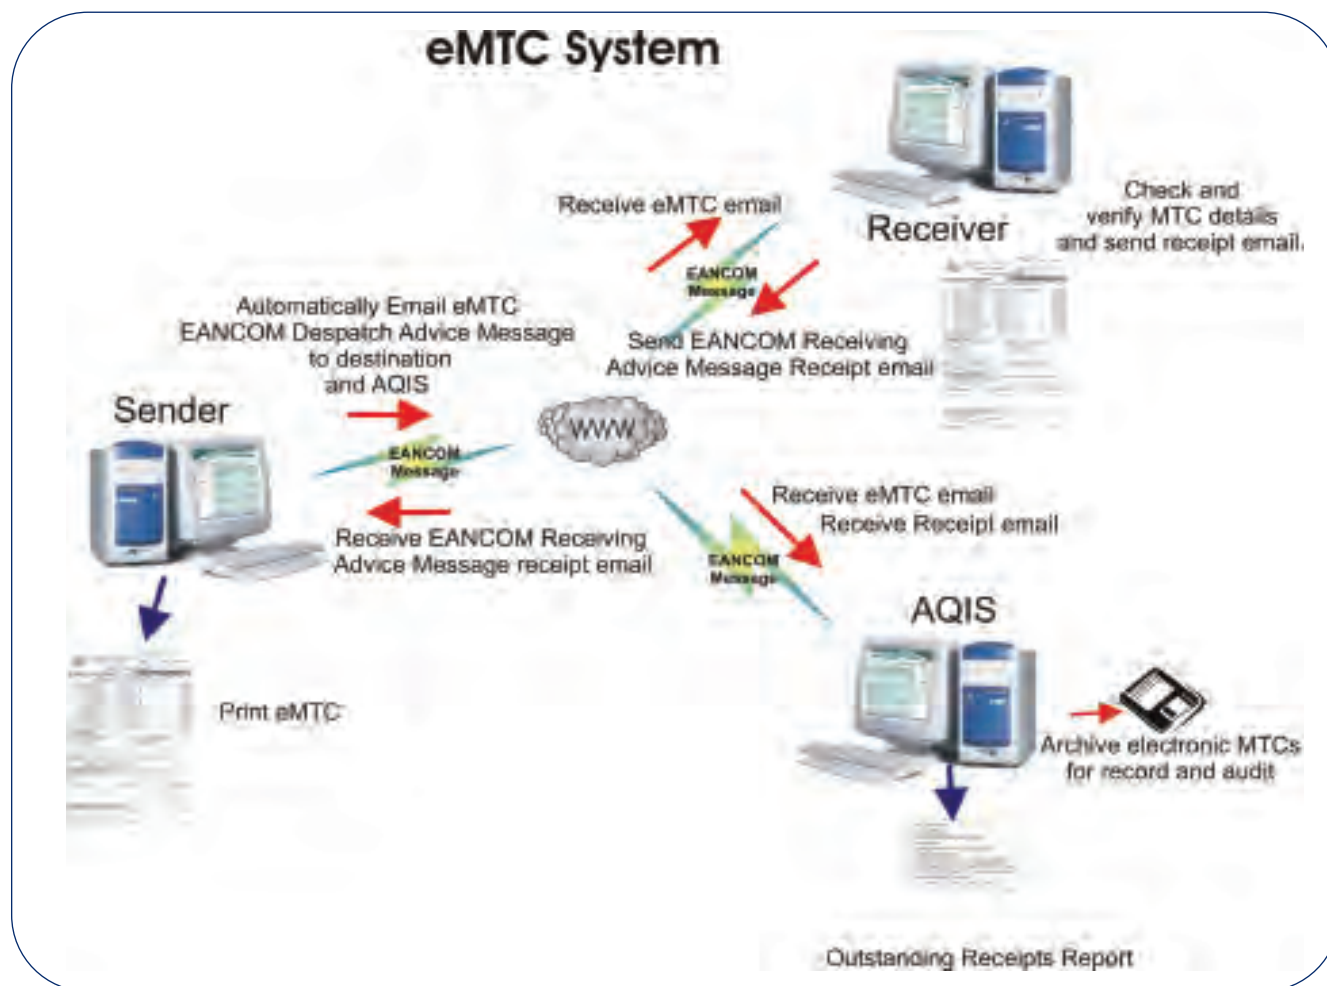 eMTC System
Receive eMTC email
Receiver
Check and
verify MTC details
and send receipt email.
EANCOM
Message
Send EANCOM Receiving
Advice Message Receipt email
Automatically Email eMTC
EANCOM Despatch Advice Message
to destination
and AQIS
Sender
WWW
EANCOM
Message
Receive EANCOM Receiving
Advice Message receipt email
Receive eMTC email
Receive Receipt email
EANCOM
Message
AQIS
Print eMTC
Archive electronic MTCs
for record and audit
Outstanding Receipts Report